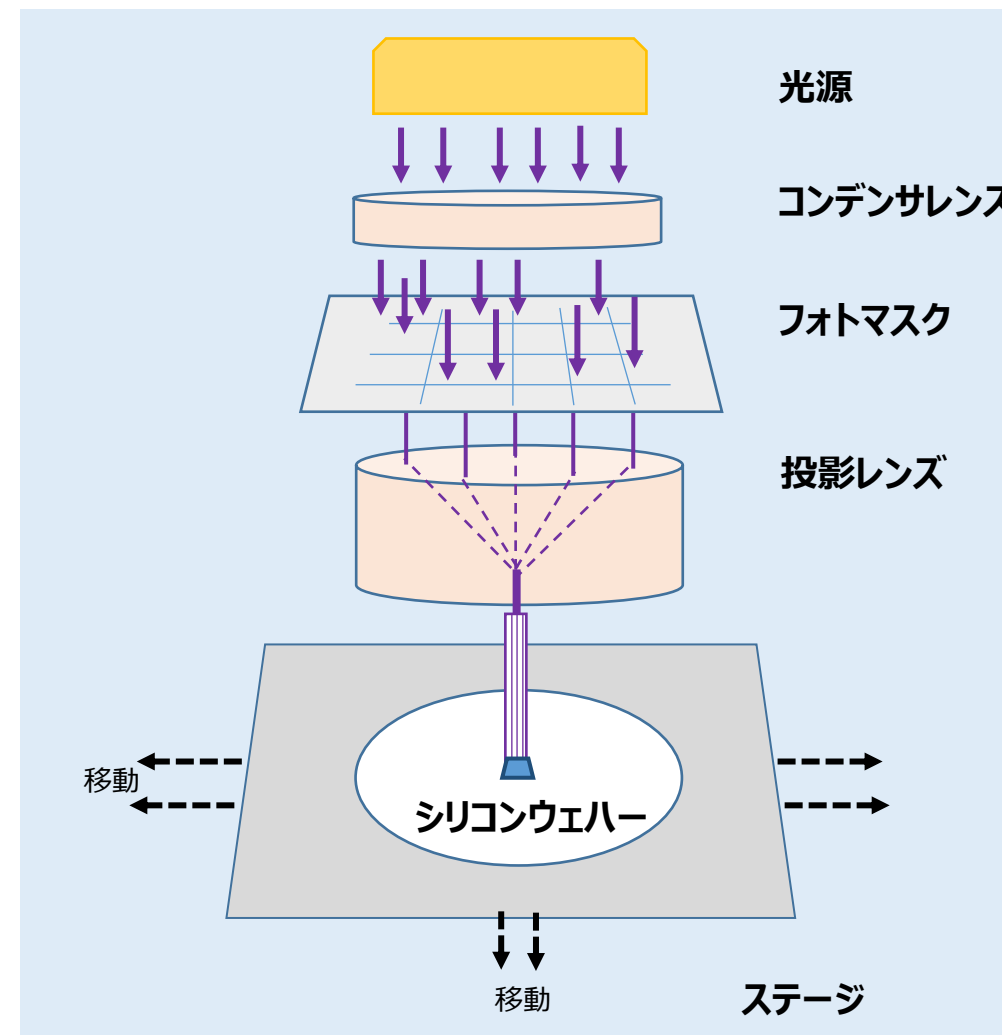 光源
コンデンサレンズ
フォトマスク
投影レンズ
移動
シリコンウェハー
移動
ステージ